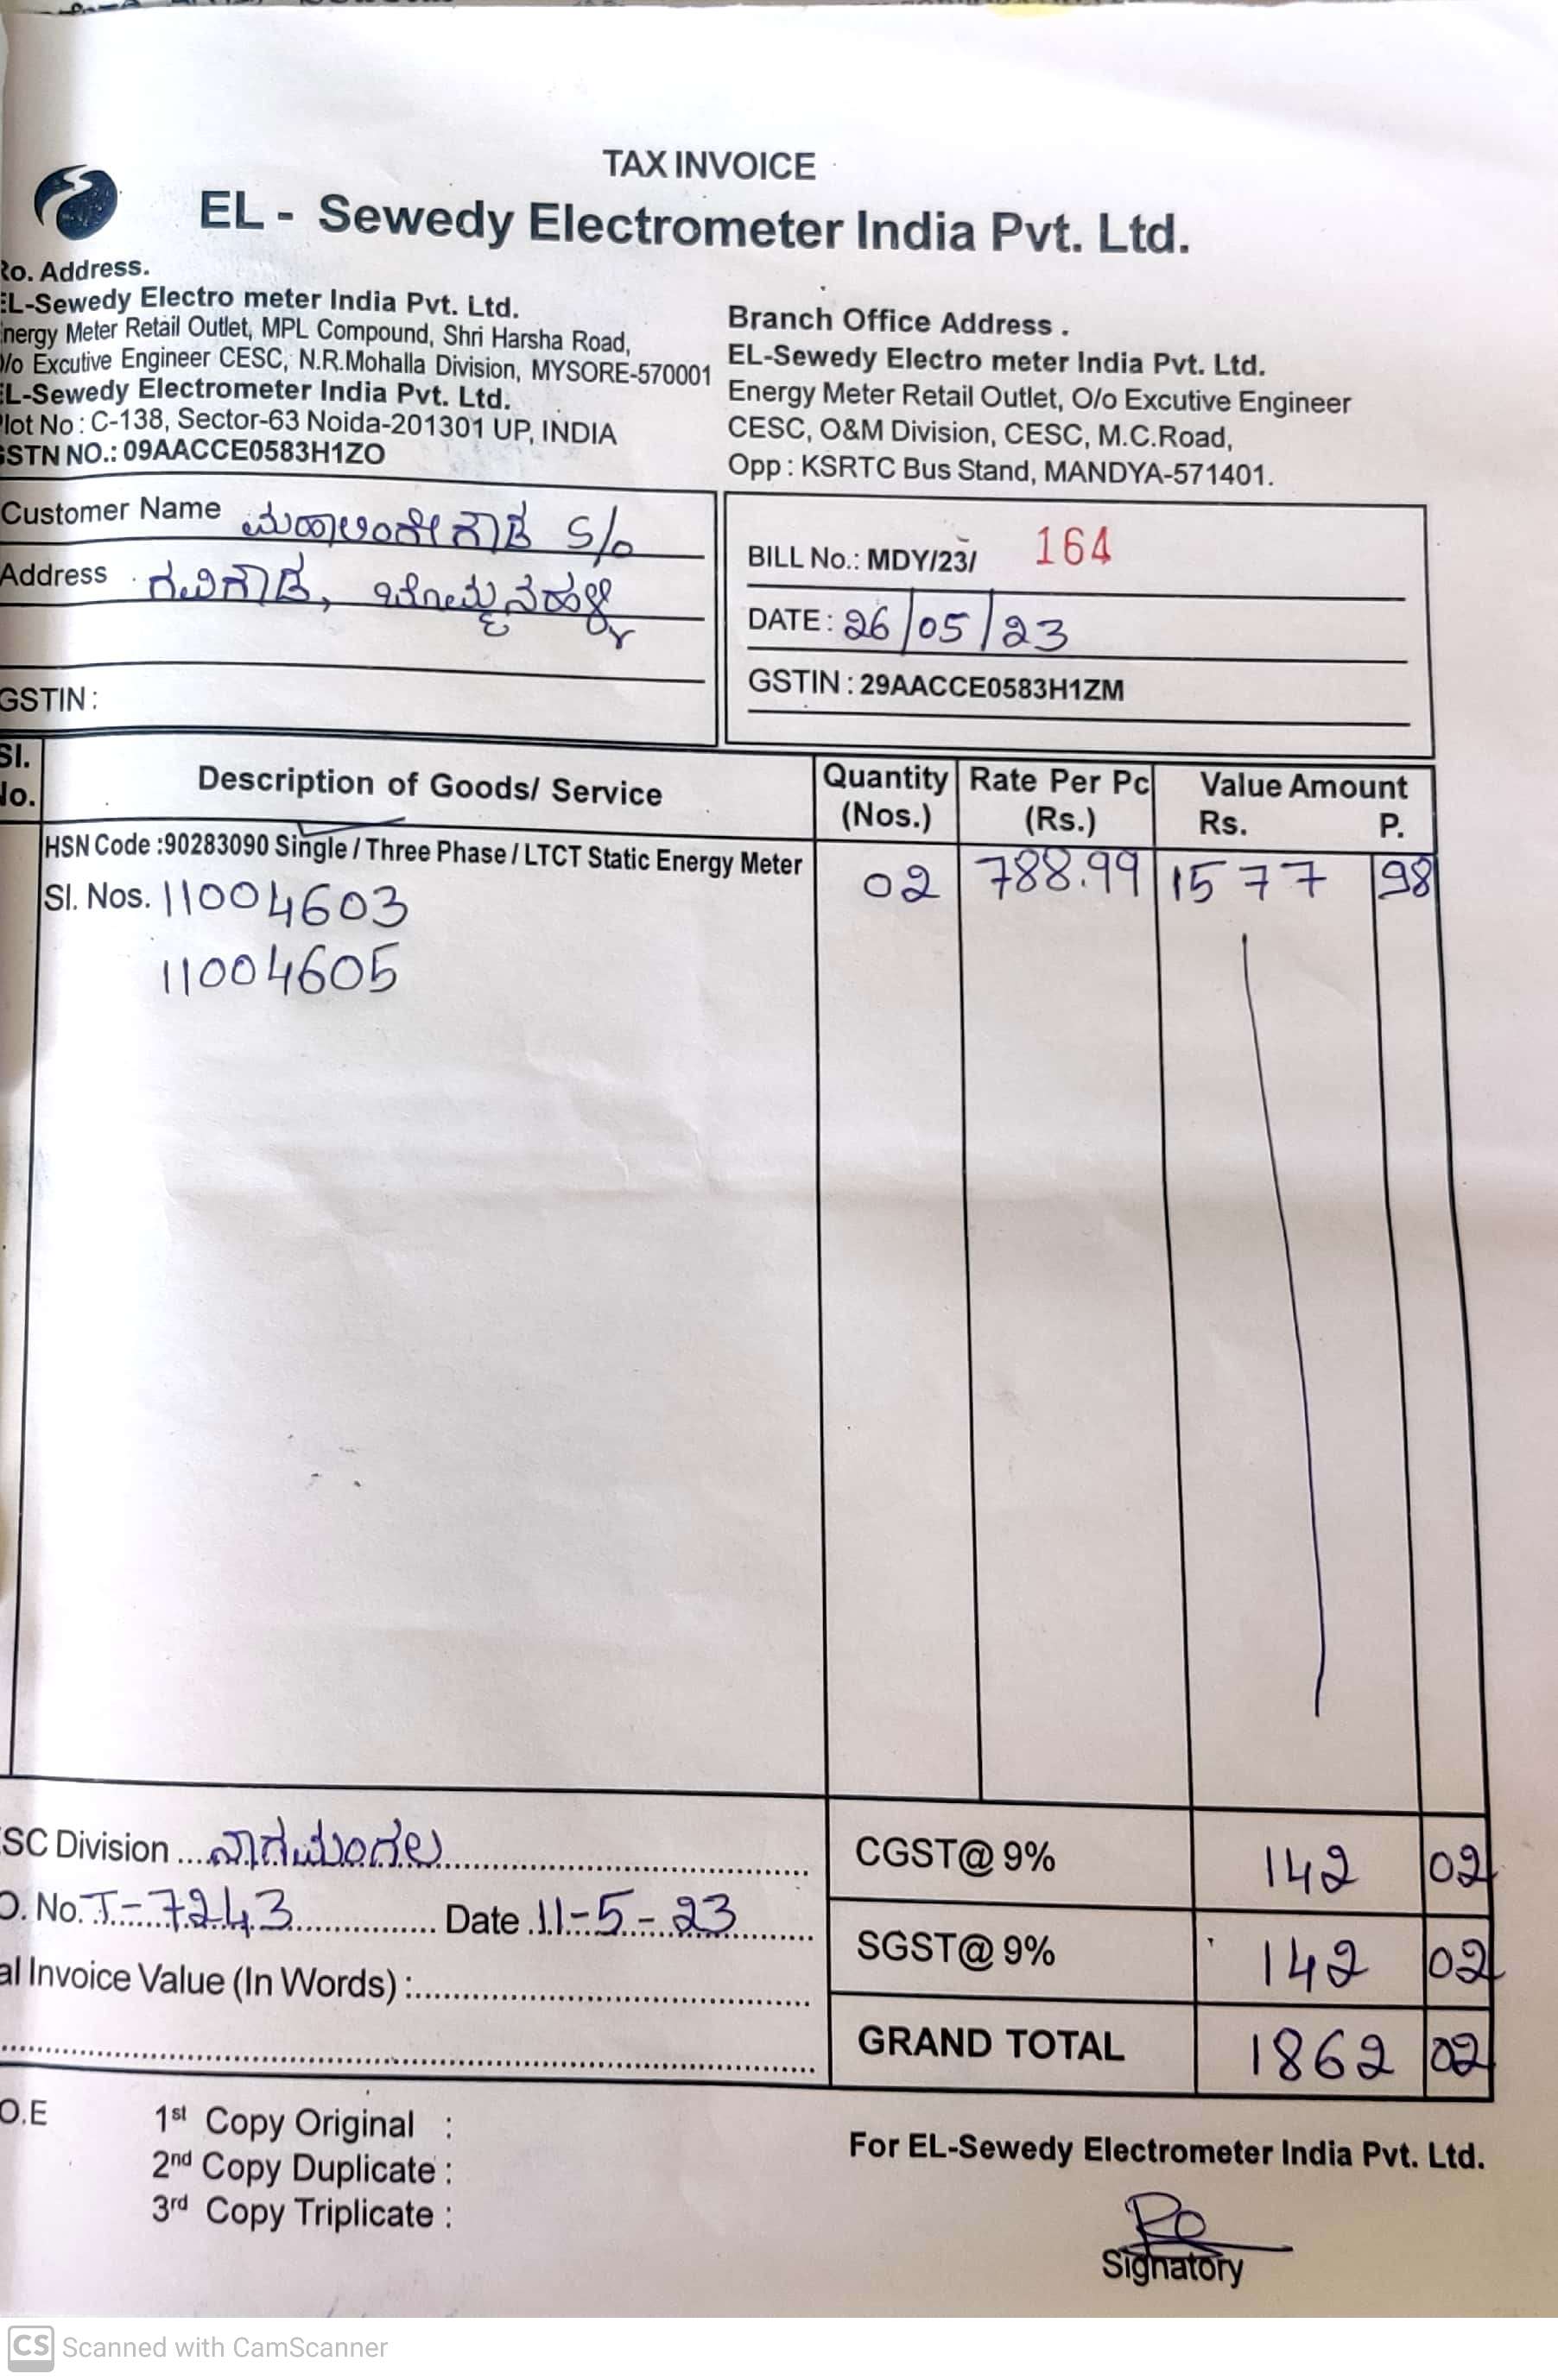 TAX INVOICE
EL - Sewedy Electrometer India Pvt. Ltd.
Ro. Address.
EL-Sewedy Electro meter India Pvt. Ltd.
nergy Meter Retail Outlet, MPL Compound, Shri Harsha Road,
/o Excutive Engineer CESC, N.R.Mohalla Division, MYSORE-570001
EL-Sewedy Electrometer India Pvt. Ltd.
lot No : C-138, Sector-63 Noida-201301 UP, INDIA
GSTN NO.: 09AACCE0583H1ZO
Branch Office Address .
EL-Sewedy Electro meter India Pvt. Ltd.
Energy Meter Retail Outlet, O/o Excutive Engineer
CESC, O&M Division, CESC, M.C.Road,
Opp : KSRTC Bus Stand, MANDYA-571401.
Customer Name ಮಹಾಲಿಂಗೇಗೌಡ S/o
Address ಗವಿಗೌಡ, ಬೊಮ್ಮನಹಳ್ಳಿ
GSTIN :
BILL No.: MDY/23/ 164
DATE : 26/05/23
GSTIN : 29AACCE0583H1ZM
Sl. No. Description of Goods/ Service Quantity (Nos.) Rate Per Pc (Rs.) Value Amount Rs. P.
HSN Code :90283090 Single / Three Phase / LTCT Static Energy Meter 02 788.99 1577 98
Sl. Nos. 11004603
11004605
SC Division ನಾಗಮಂಗಲ CGST@ 9% 142 02
O. No. T-7243 Date 11-5-23 SGST@ 9% 142 02
al Invoice Value (In Words) :
GRAND TOTAL 1862 02
O.E 1st Copy Original :
2nd Copy Duplicate :
3rd Copy Triplicate :
For EL-Sewedy Electrometer India Pvt. Ltd.
Signatory
CS Scanned with CamScanner